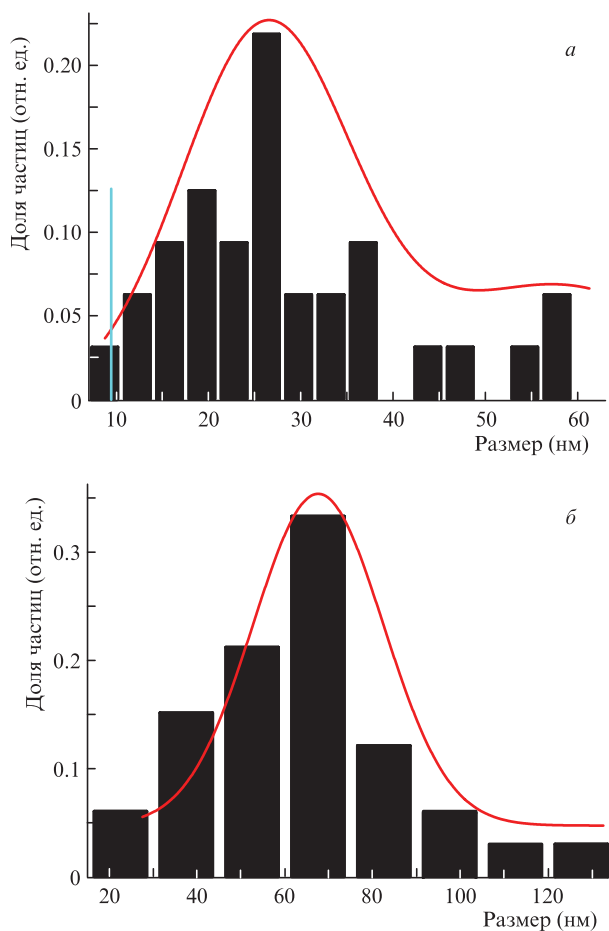 а
Доля частиц (отн. ед.)
0.20
0.15
0.10
0.05
0
10 20 30 40 50 60
Размер (нм)
б
Доля частиц (отн. ед.)
0.3
0.2
0.1
0
20 40 60 80 100 120
Размер (нм)